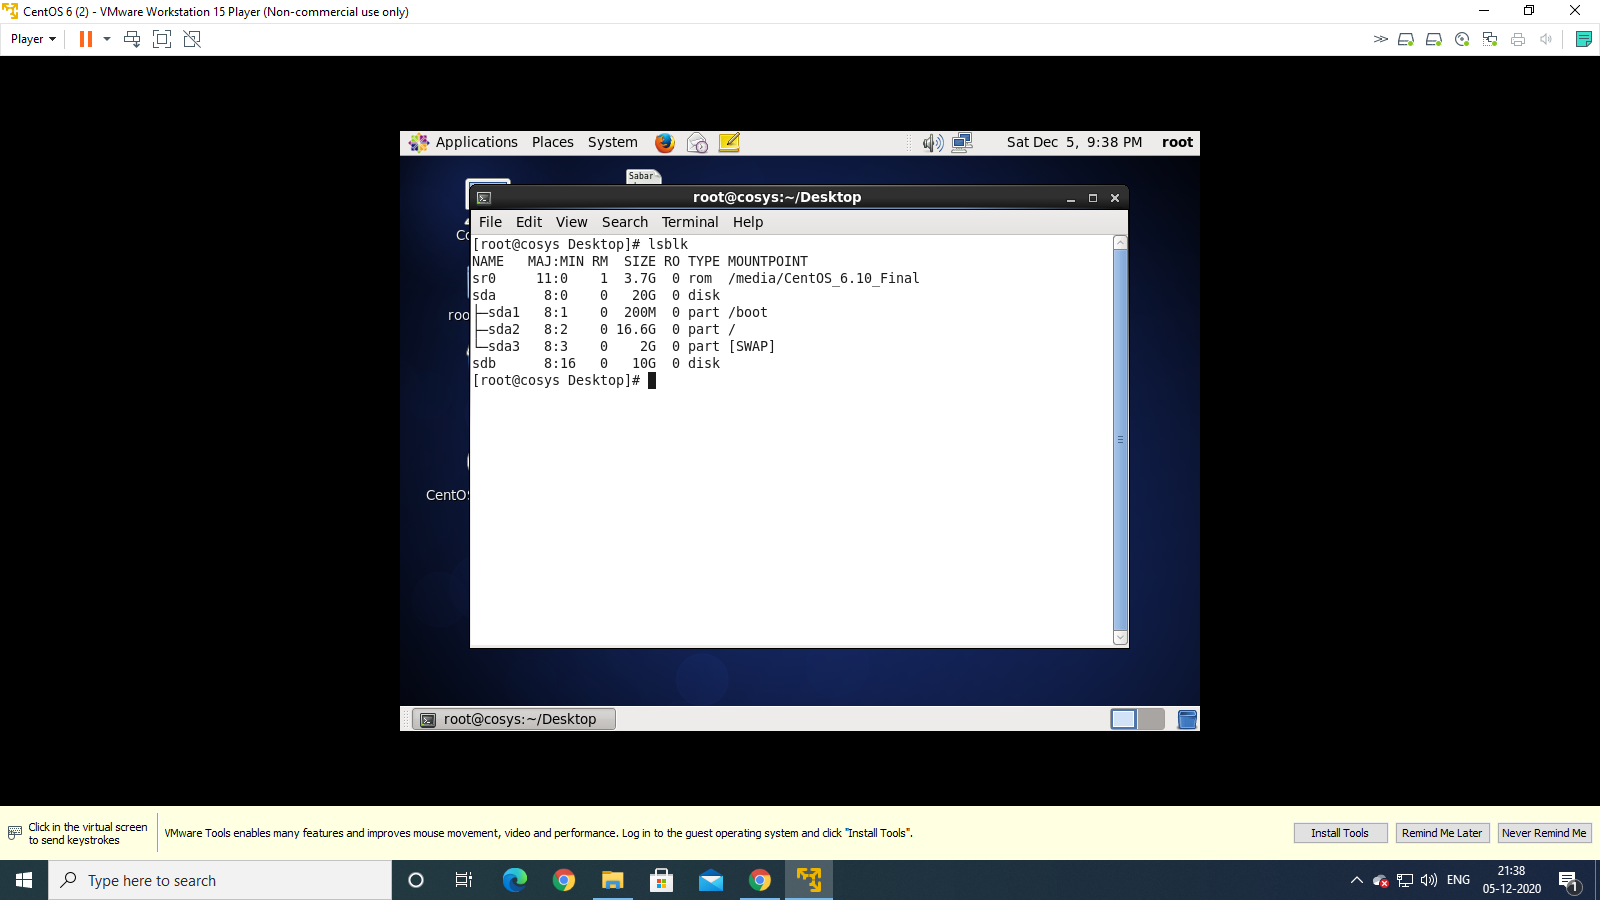 CentOS 6 (2) - VMware Workstation 15 Player (Non-commercial use only)
Player
Applications Places System Sat Dec 5, 9:38 PM root
Sabar
root@cosys:~/Desktop
File Edit View Search Terminal Help
[root@cosys Desktop]# lsblk
NAME MAJ:MIN RM SIZE RO TYPE MOUNTPOINT
sr0 11:0 1 3.7G 0 rom /media/CentOS_6.10_Final
sda 8:0 0 20G 0 disk
├─sda1 8:1 0 200M 0 part /boot
├─sda2 8:2 0 16.6G 0 part /
└─sda3 8:3 0 2G 0 part [SWAP]
sdb 8:16 0 10G 0 disk
[root@cosys Desktop]#
CentOS
root@cosys:~/Desktop
Click in the virtual screen
to send keystrokes
VMware Tools enables many features and improves mouse movement, video and performance. Log in to the guest operating system and click "Install Tools".
Install Tools Remind Me Later Never Remind Me
Type here to search
ENG
21:38
05-12-2020
1